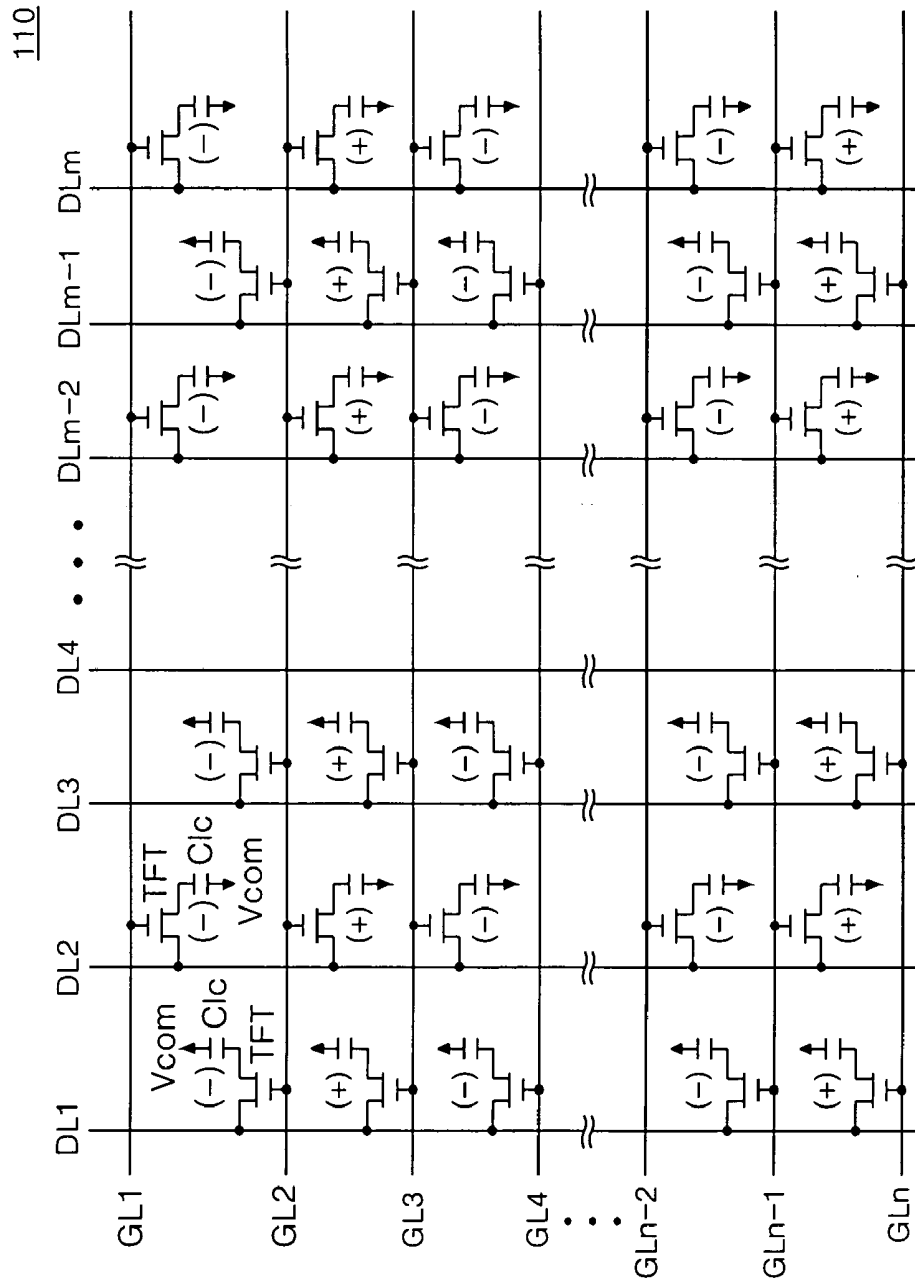 110
DL1 DL2 DL3 DL4 DLm-2 DLm-1 DLm
GL1
TFT
Vcom
(-) Clc (-) Clc (-) (-) (-) (-)
TFT Vcom
GL2
(+) (+) (+) (+) (+) (+)
GL3
(-) (-) (-) (-) (-) (-)
GL4
GLn-2
(-) (-) (-) (-) (-) (-)
GLn-1
(+) (+) (+) (+) (+) (+)
GLn